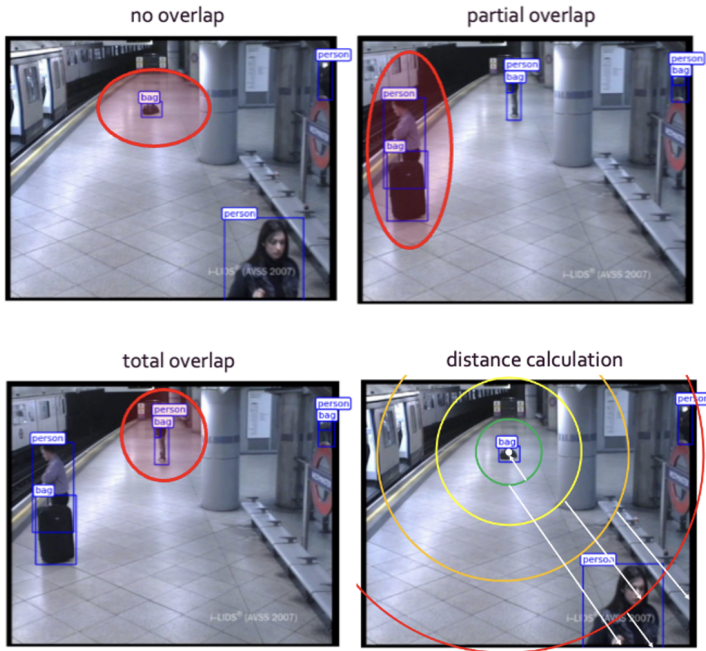 no overlap
partial overlap
person
bag
person
i-LIDS® (AVSS 2007)
person
bag
person
bag
person
bag
i-LIDS® (AVSS 2007)
total overlap
distance calculation
person
bag
person
bag
person
bag
i-LIDS® (AVSS 2007)
person
bag
person
(AVSS 2007)